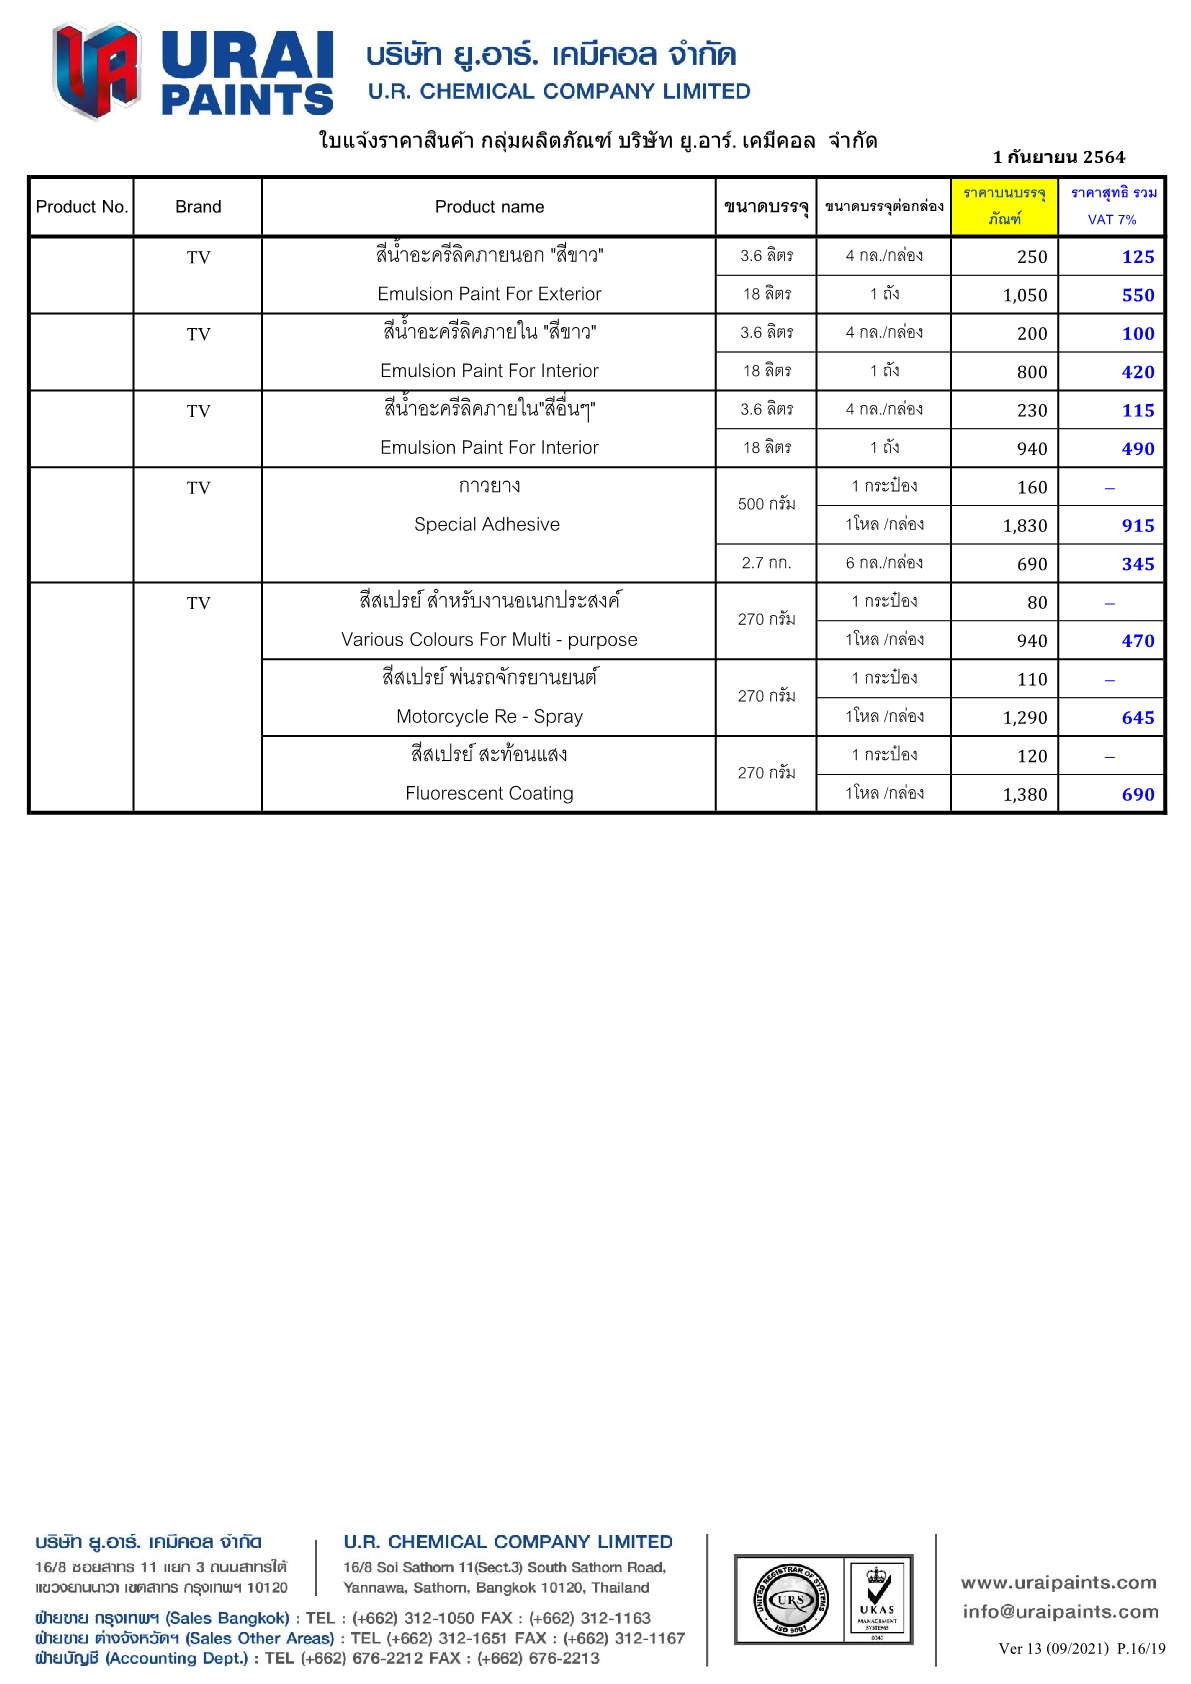 URAI
PAINTS
บริษัท ยู.อาร์. เคมีคอล จำกัด
U.R. CHEMICAL COMPANY LIMITED
ใบแจ้งราคาสินค้า กลุ่มผลิตภัณฑ์ บริษัท ยู.อาร์. เคมีคอล จำกัด
1 กันยายน 2564
Product No. Brand Product name ขนาดบรรจุ ขนาดบรรจุต่อกล่อง ราคาบนบรรจุภัณฑ์ ราคาสุทธิ รวม VAT 7%
TV สีน้ำอะครีลิคภายนอก "สีขาว" 3.6 ลิตร 4 กล./กล่อง 250 125
Emulsion Paint For Exterior 18 ลิตร 1 ถัง 1,050 550
TV สีน้ำอะครีลิคภายใน "สีขาว" 3.6 ลิตร 4 กล./กล่อง 200 100
Emulsion Paint For Interior 18 ลิตร 1 ถัง 800 420
TV สีน้ำอะครีลิคภายใน"สีอื่นๆ" 3.6 ลิตร 4 กล./กล่อง 230 115
Emulsion Paint For Interior 18 ลิตร 1 ถัง 940 490
TV กาวยาง 500 กรัม 1 กระป๋อง 160 –
Special Adhesive 1โหล /กล่อง 1,830 915
2.7 กก. 6 กล./กล่อง 690 345
TV สีสเปรย์ สำหรับงานอเนกประสงค์ 270 กรัม 1 กระป๋อง 80 –
Various Colours For Multi - purpose 1โหล /กล่อง 940 470
สีสเปรย์ พ่นรถจักรยานยนต์ 270 กรัม 1 กระป๋อง 110 –
Motorcycle Re - Spray 1โหล /กล่อง 1,290 645
สีสเปรย์ สะท้อนแสง 270 กรัม 1 กระป๋อง 120 –
Fluorescent Coating 1โหล /กล่อง 1,380 690
บริษัท ยู.อาร์. เคมีคอล จำกัด
16/8 ซอยสาทร 11 แยก 3 ถนนสาทรใต้
แขวงยานนาวา เขตสาทร กรุงเทพฯ 10120
U.R. CHEMICAL COMPANY LIMITED
16/8 Soi Sathorn 11(Sect.3) South Sathorn Road,
Yannawa, Sathorn, Bangkok 10120, Thailand
ฝ่ายขาย กรุงเทพฯ (Sales Bangkok) : TEL : (+662) 312-1050 FAX : (+662) 312-1163
ฝ่ายขาย ต่างจังหวัดฯ (Sales Other Areas) : TEL (+662) 312-1651 FAX : (+662) 312-1167
ฝ่ายบัญชี (Accounting Dept.) : TEL (+662) 676-2212 FAX : (+662) 676-2213
UNITED REGISTRAR OF SYSTEMS
URS
ISO 9001
UKAS
MANAGEMENT
SYSTEMS
www.uraipaints.com
info@uraipaints.com
Ver 13 (09/2021) P.16/19